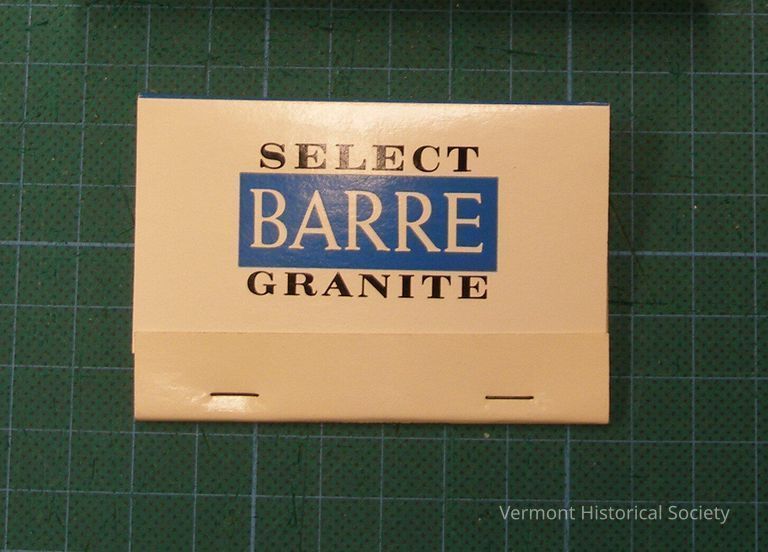 SELECT
BARRE
GRANITE
Vermont Historical Society